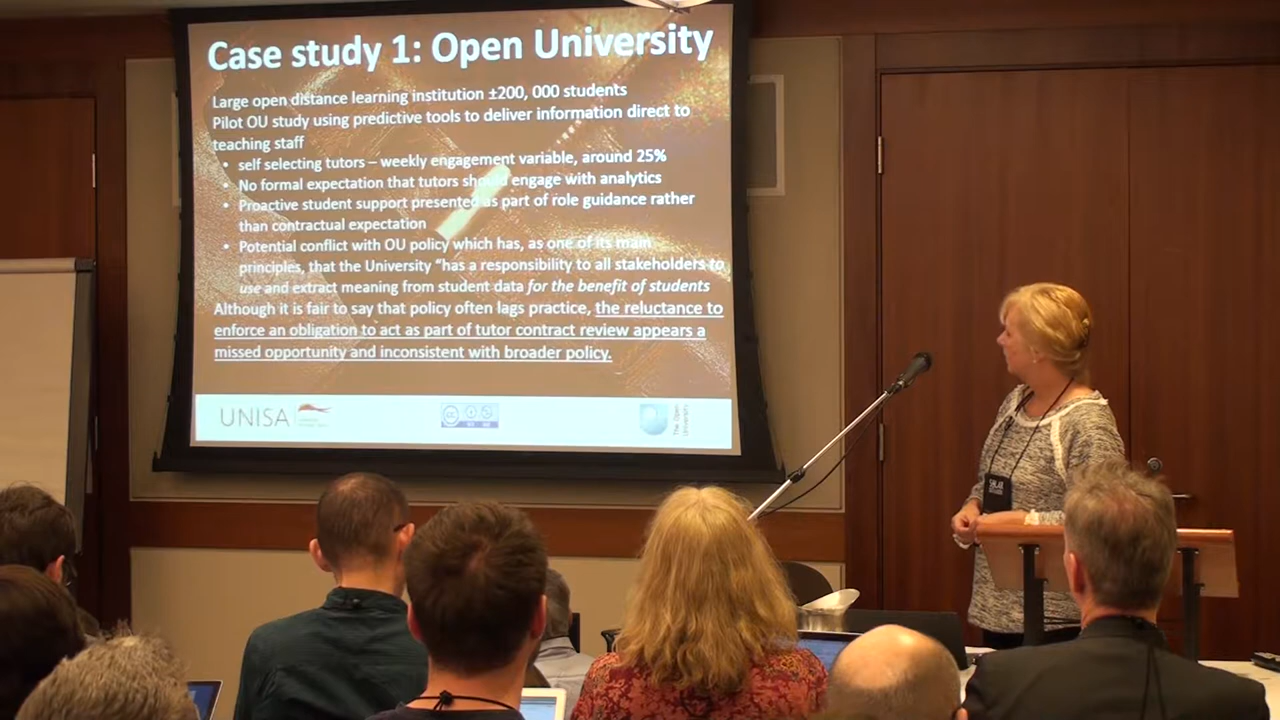 Case study 1: Open University
Large open distance learning institution ±200, 000 students
Pilot OU study using predictive tools to deliver information direct to
teaching staff
• self selecting tutors – weekly engagement variable, around 25%
• No formal expectation that tutors should engage with analytics
• Proactive student support presented as part of role guidance rather
than contractual expectation
• Potential conflict with OU policy which has, as one of its main
principles, that the University “has a responsibility to all stakeholders to
use and extract meaning from student data for the benefit of students
Although it is fair to say that policy often lags practice, the reluctance to
enforce an obligation to act as part of tutor contract review appears a
missed opportunity and inconsistent with broader policy.
UNISA
The Open
University